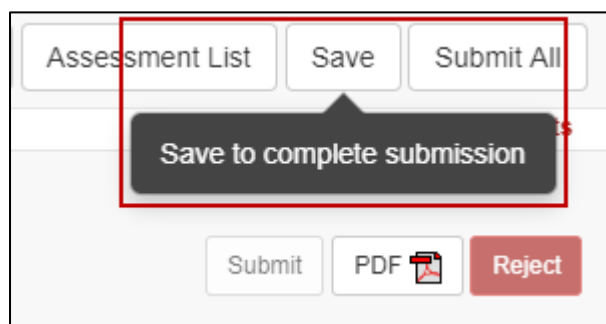 Assessment List Save Submit All
Save to complete submission
Submit PDF Reject